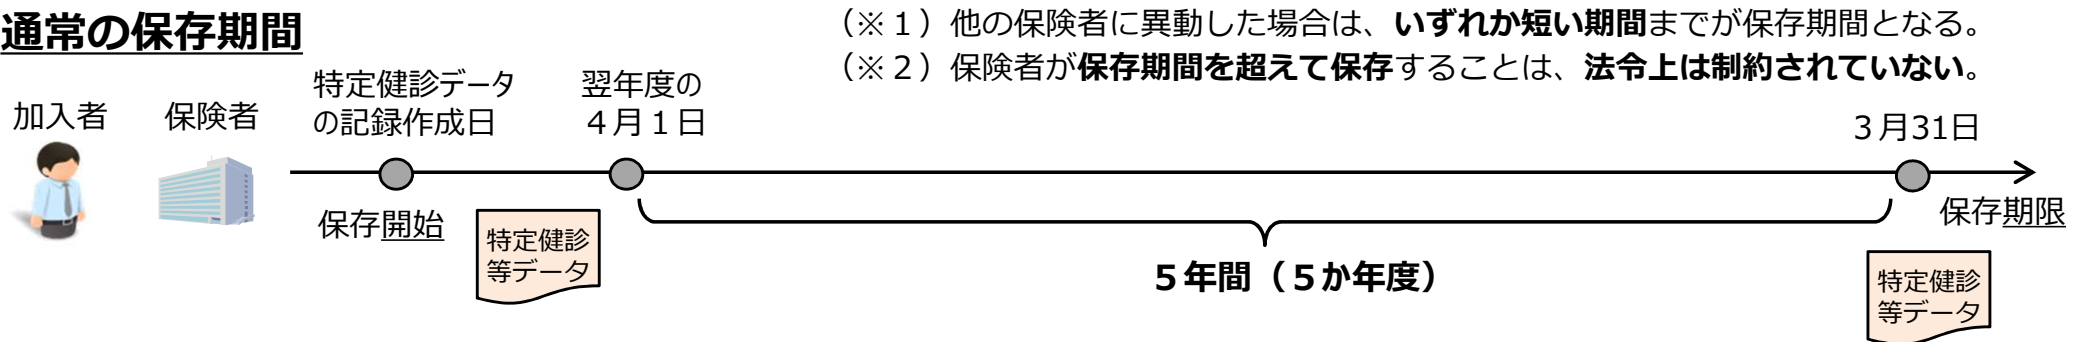 通常の保存期間
（※１）他の保険者に異動した場合は、いずれか短い期間までが保存期間となる。
（※２）保険者が保存期間を超えて保存することは、法令上は制約されていない。
加入者
保険者
特定健診データ
の記録作成日
翌年度の
４月１日
３月31日
保存開始
特定健診
等データ
５年間（５か年度）
保存期限
特定健診
等データ